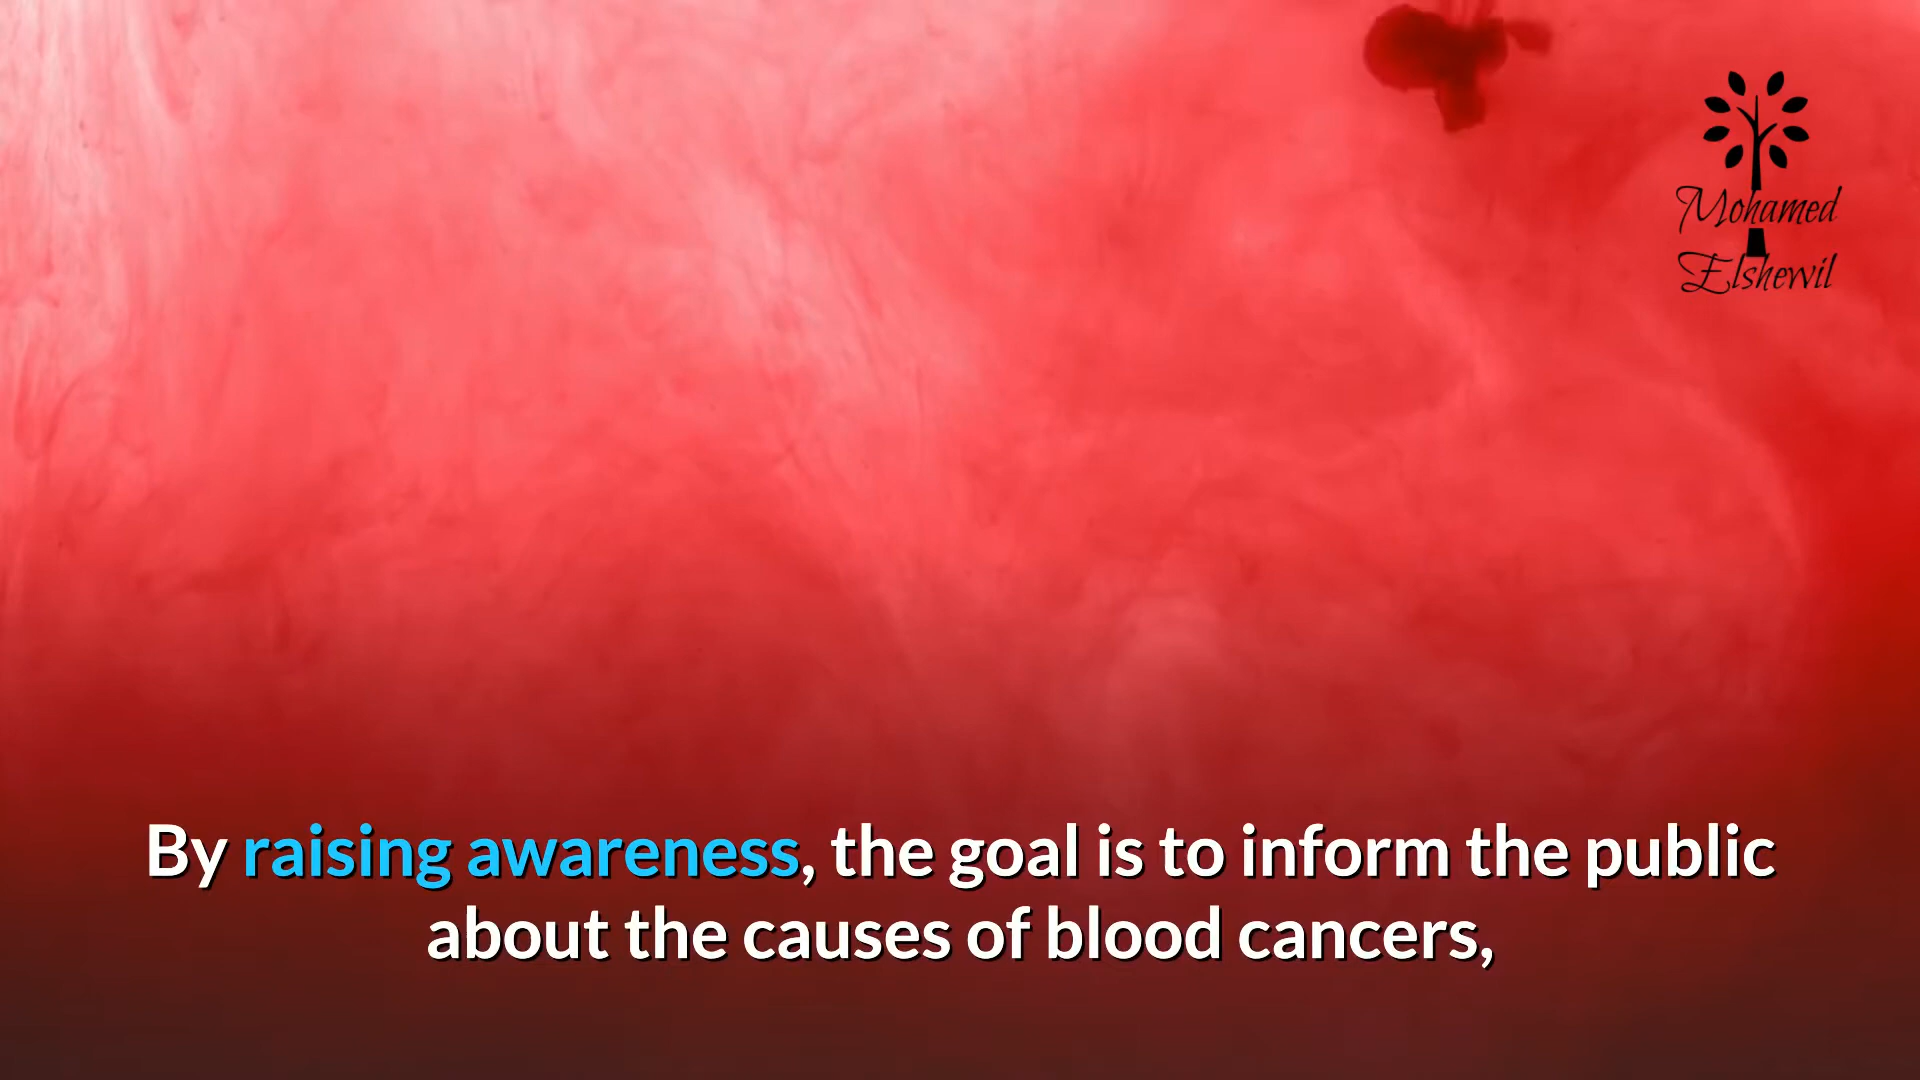 Mohamed
Elshewil
By raising awareness, the goal is to inform the public
about the causes of blood cancers,